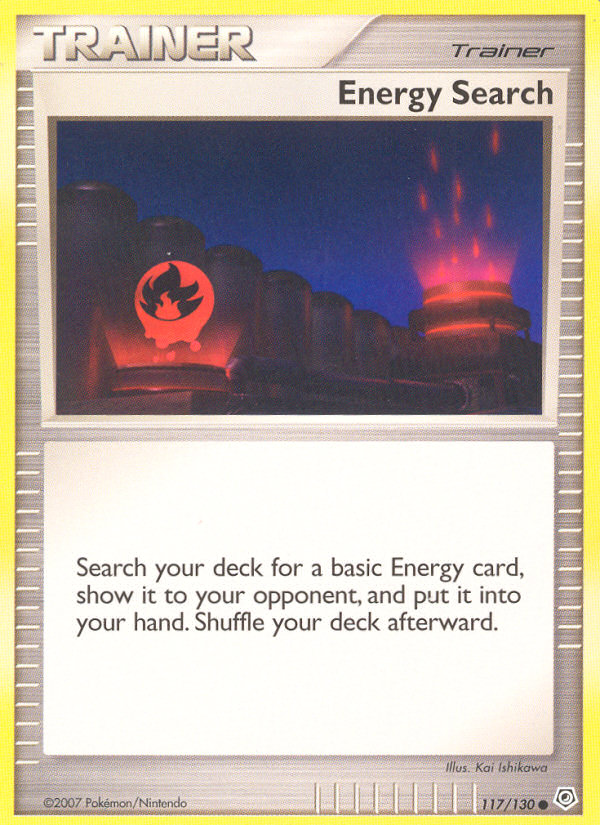 TRAINER
Trainer
Energy Search
Search your deck for a basic Energy card,
show it to your opponent, and put it into
your hand. Shuffle your deck afterward.
Illus. Kai Ishikawa
©2007 Pokémon/Nintendo
117/130